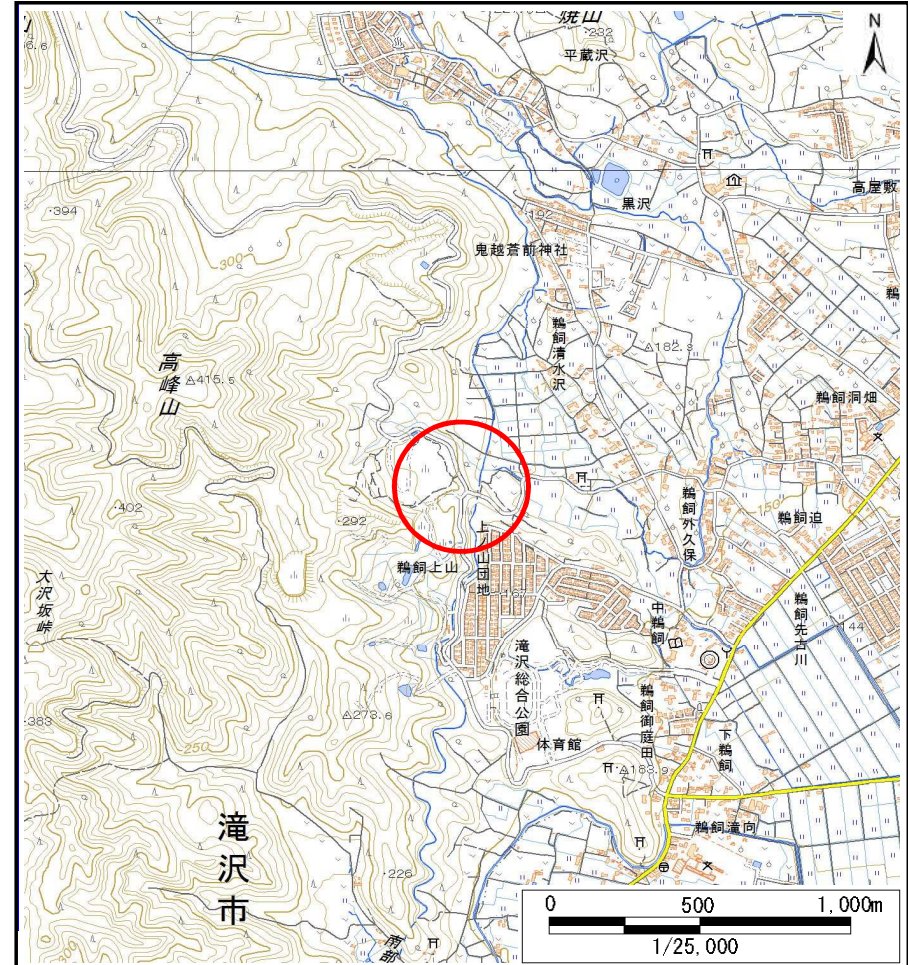 焼山
・232
平蔵沢
N
黒沢
高屋敷
・394
・192
鬼越蒼前神社
300
鵜
鵜飼清水沢
△182.3
高峰山
△415.5
鵜飼洞畑
・402
・292
鵜飼外久保
150
鵜飼迫
上ノ山団地
鵜飼上山
大沢坂峠
中鵜飼
鵜飼先古川
・144
滝沢総合公園
鵜飼御庭田
・383
△273.6
250
体育館
下鵜飼
△168.9
滝沢市
鵜飼滝向
・226
南部
300
0 500 1,000m
1/25,000